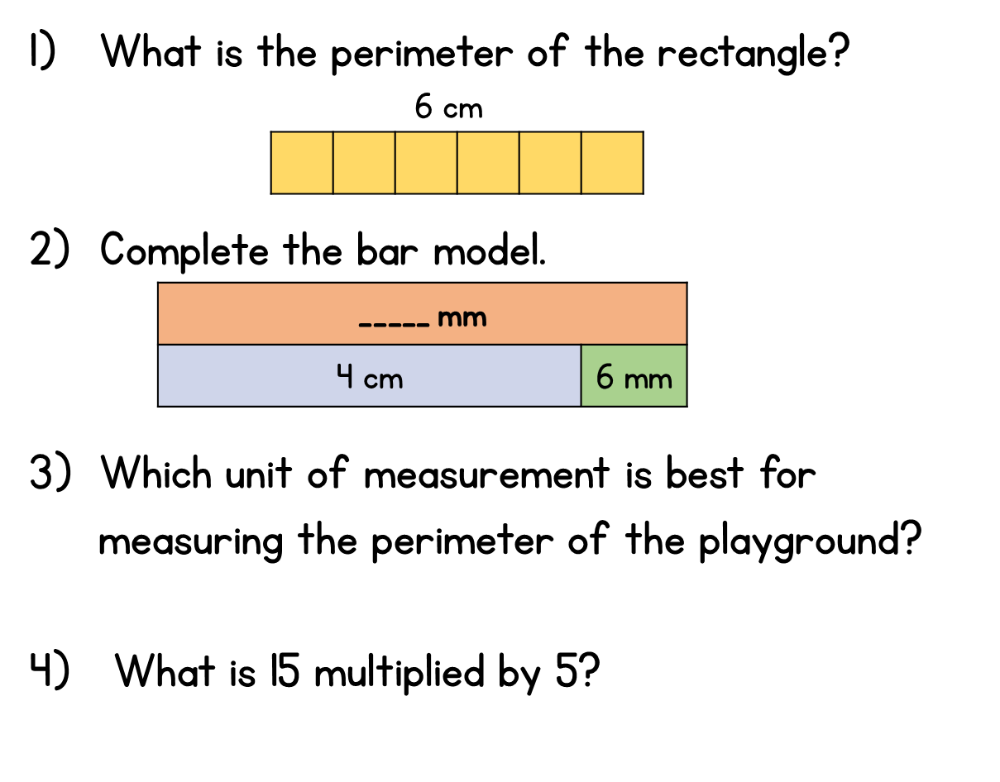 1) What is the perimeter of the rectangle?
6 cm
2) Complete the bar model.
_____ mm
4 cm 6 mm
3) Which unit of measurement is best for
measuring the perimeter of the playground?
4) What is 15 multiplied by 5?